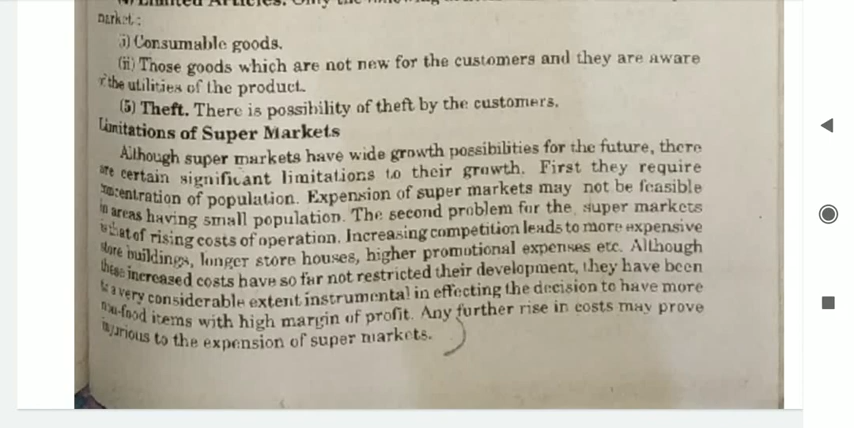 (4) Limited Articles. Only the following
market :
(i) Consumable goods.
(ii) Those goods which are not new for the customers and they are aware
of the utilities of the product.
(5) Theft. There is possibility of theft by the customers.
Limitations of Super Markets
Although super markets have wide growth possibilities for the future, there
are certain significant limitations to their growth. First they require
concentration of population. Expension of super markets may not be feasible
in areas having small population. The second problem for the super markets
is that of rising costs of operation. Increasing competition leads to more expensive
store buildings, longer store houses, higher promotional expenses etc. Although
these increased costs have so far not restricted their development, they have been
to a very considerable extent instrumental in effecting the decision to have more
non-food items with high margin of profit. Any further rise in costs may prove
injurious to the expension of super markets.